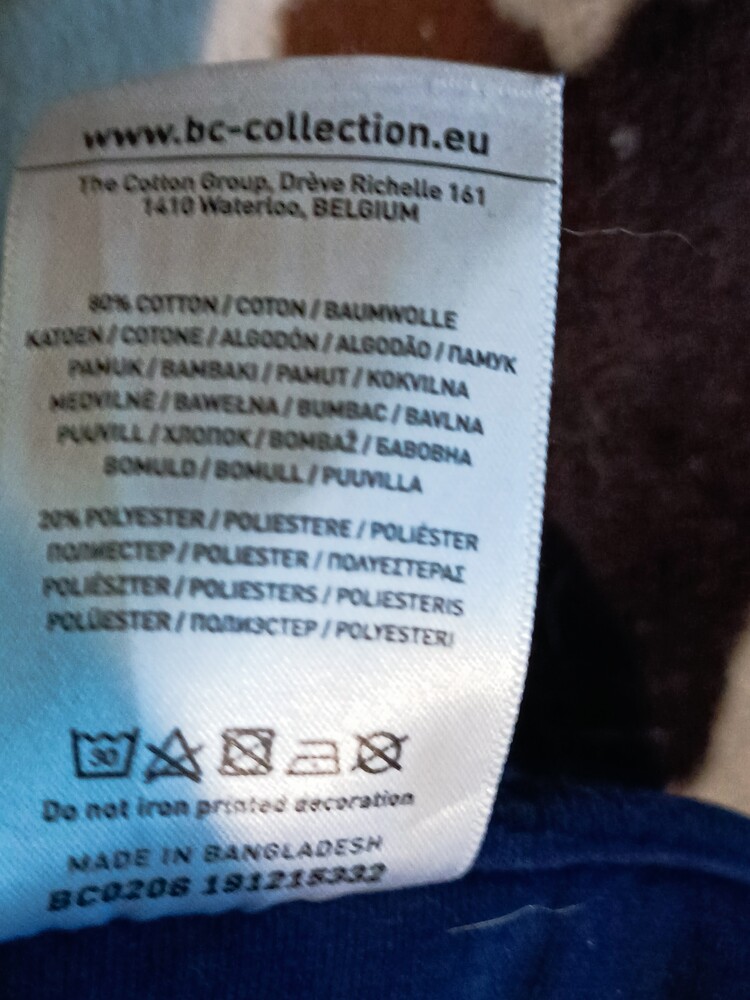 www.bc-collection.eu
The Cotton Group, Drève Richelle 161
1410 Waterloo, BELGIUM
80% COTTON / COTON / BAUMWOLLE
KATOEN / COTONE / ALGODÓN / ALGODÃO / ПАМУК
PAMUK / BAMBAKI / PAMUT / KOKVILNA
MEDVILNĖ / BAWEŁNA / BUMBAC / BAVLNA
PUUVILL / ХЛОПОК / BOMBAŽ / БАВОВНА
BOMULD / BOMULL / PUUVILLA
20% POLYESTER / POLIESTERE / POLIÉSTER
ПОЛИЕСТЕР / POLIESTER / ΠΟΛΥΕΣΤΕΡΑΣ
POLIÉSZTER / POLIESTERS / POLIESTERIS
POLÜESTER / ПОЛИЭСТЕР / POLYESTERI
30
Do not iron printed decoration
MADE IN BANGLADESH
BC0206 191215332